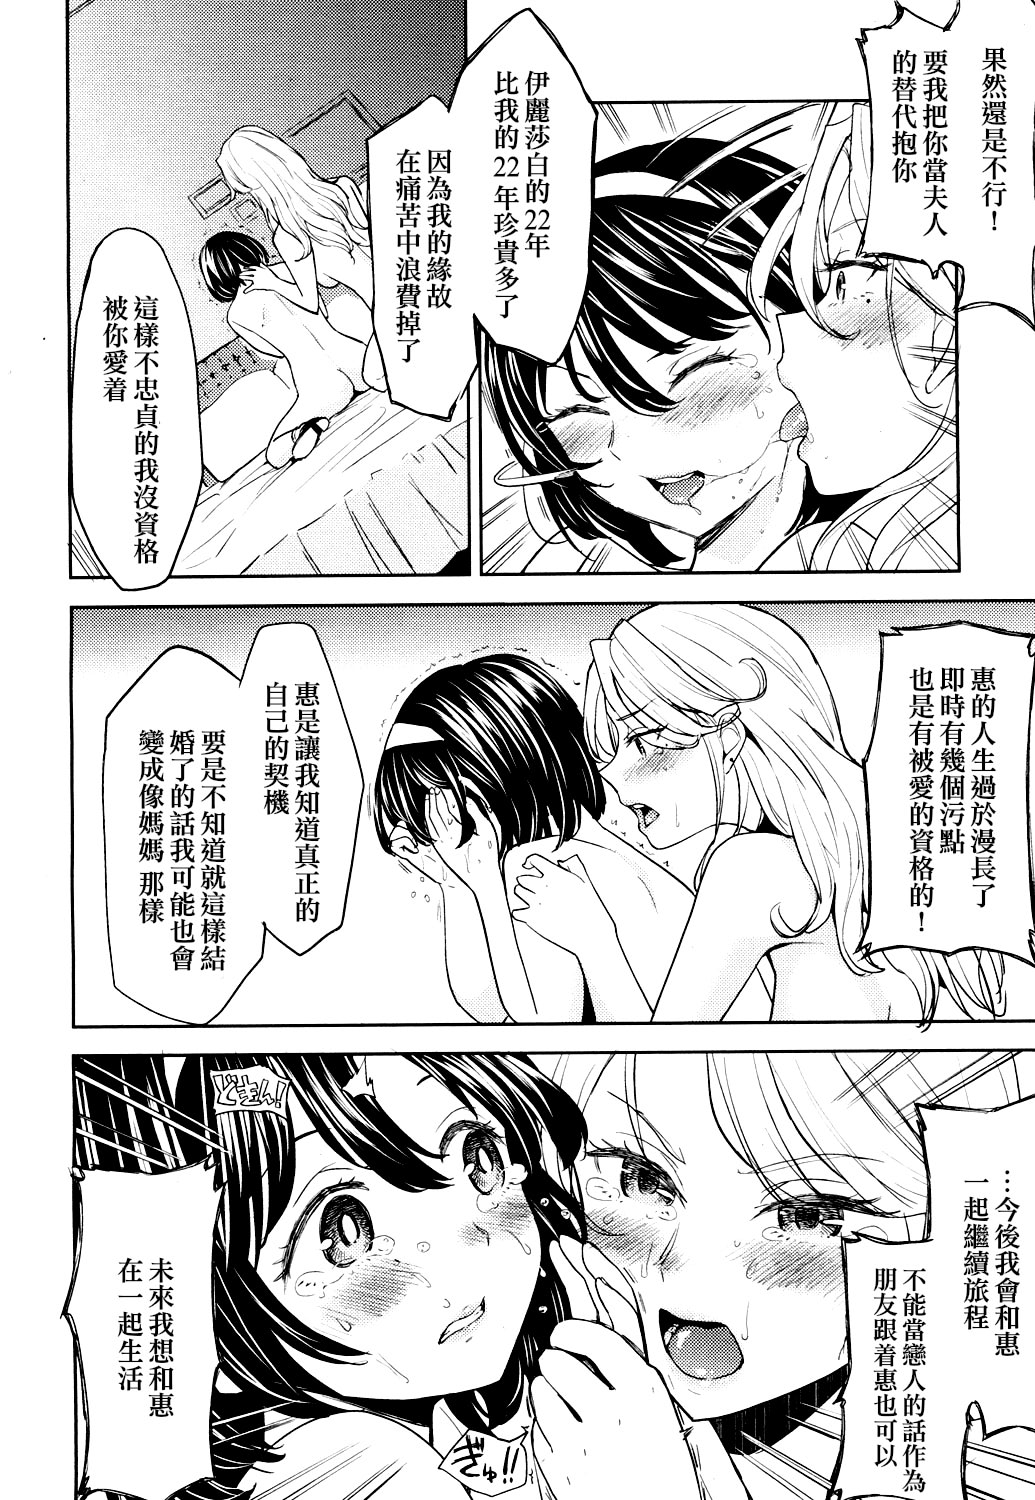 果然還是不行！
要我把你當夫人
的替代抱你
伊麗莎白的22年
比我的22年珍貴多了
因為我的緣故
在痛苦中浪費掉了
這樣不忠貞的我沒資格
被你愛着
惠的人生過於漫長了
即時有幾個污點
也是有被愛的資格的！
惠是讓我知道真正的
自己的契機
要是不知道就這樣結
婚了的話我可能也會
變成像媽媽那樣
…今後我會和惠
一起繼續旅程
不能當戀人的話作為
朋友跟着惠也可以
どきん！
ぎゅ!!
未來我想和惠
在一起生活